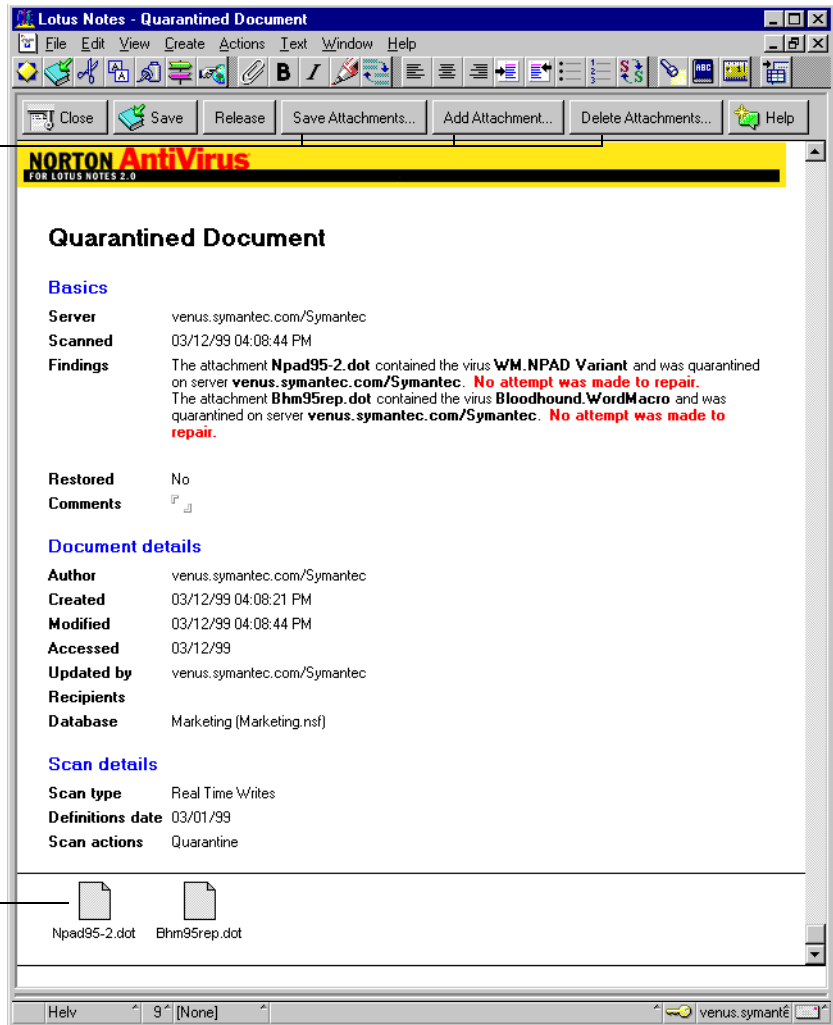 Lotus Notes - Quarantined Document
File Edit View Create Actions Text Window Help
B I ABC
Close Save Release Save Attachments... Add Attachment... Delete Attachments... Help
NORTON AntiVirus
FOR LOTUS NOTES 2.0
Quarantined Document
Basics
Server venus.symantec.com/Symantec
Scanned 03/12/99 04:08:44 PM
Findings The attachment Npad95-2.dot contained the virus WM.NPAD Variant and was quarantined
on server venus.symantec.com/Symantec. No attempt was made to repair.
The attachment Bhm95rep.dot contained the virus Bloodhound.WordMacro and was
quarantined on server venus.symantec.com/Symantec. No attempt was made to
repair.
Restored No
Comments
Document details
Author venus.symantec.com/Symantec
Created 03/12/99 04:08:21 PM
Modified 03/12/99 04:08:44 PM
Accessed 03/12/99
Updated by venus.symantec.com/Symantec
Recipients
Database Marketing (Marketing.nsf)
Scan details
Scan type Real Time Writes
Definitions date 03/01/99
Scan actions Quarantine
Npad95-2.dot Bhm95rep.dot
Helv 9 [None] venus.symante